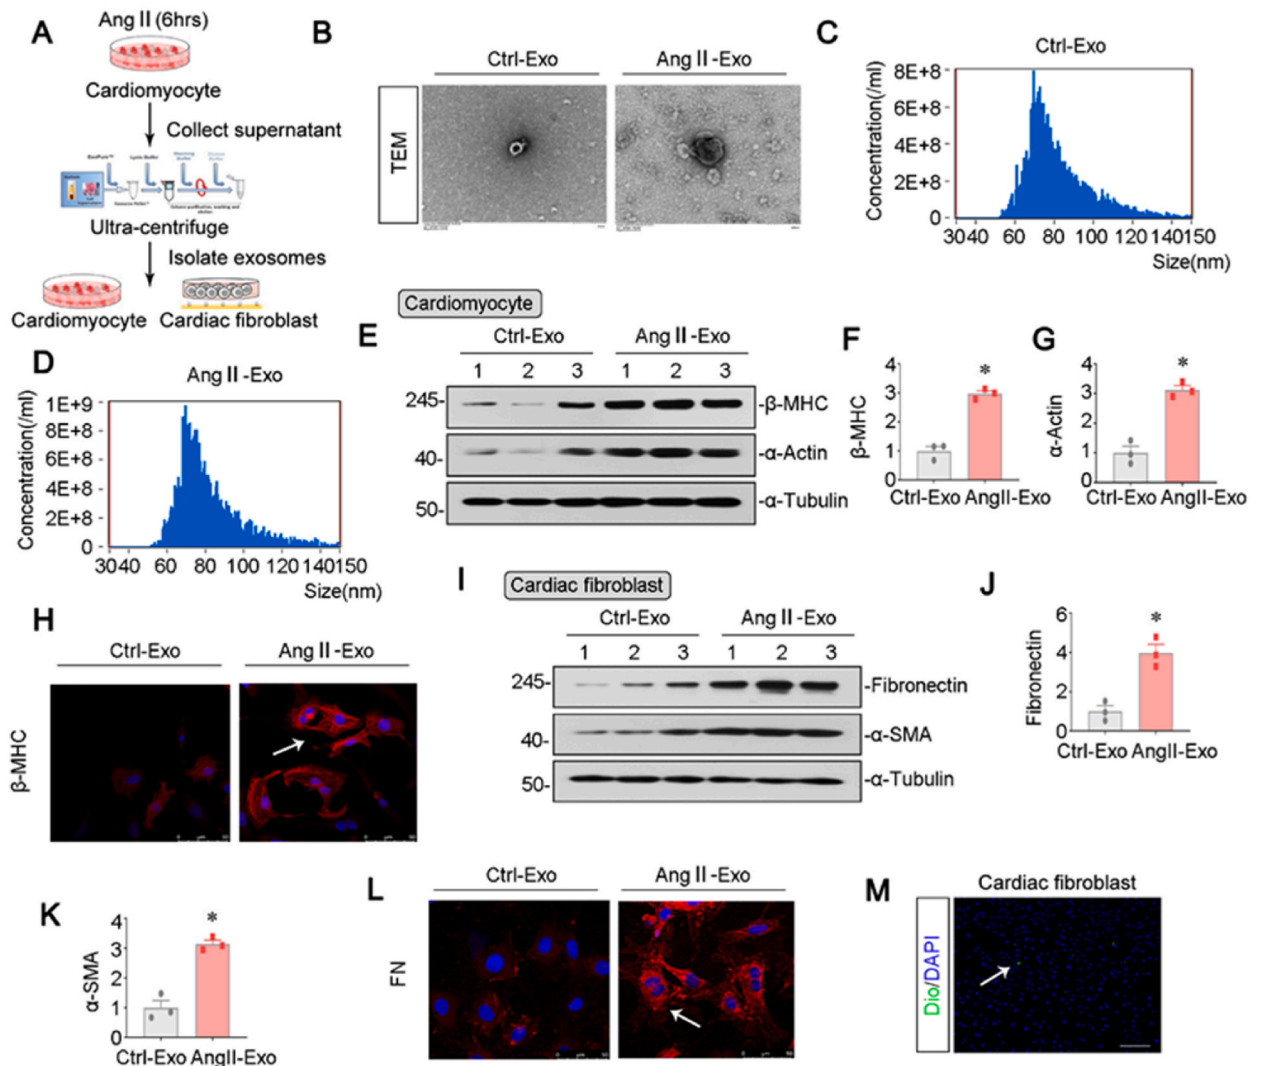 A
Ang II (6hrs)
Cardiomyocyte
Collect supernatant
Ultra-centrifuge
Isolate exosomes
Cardiomyocyte
Cardiac fibroblast
B
Ctrl-Exo
Ang II-Exo
TEM
C
Ctrl-Exo
Concentration(/ml)
8E+8
6E+8
4E+8
2E+8
0
30 40 60 80 100 120 140 150
Size(nm)
D
Ang II-Exo
Concentration(/ml)
1E+9
8E+8
6E+8
4E+8
2E+8
0
30 40 60 80 100 120 140 150
Size(nm)
E
Cardiomyocyte
Ctrl-Exo
Ang II-Exo
1 2 3 1 2 3
245-
-β-MHC
40-
-α-Actin
50-
-α-Tubulin
F
β-MHC
4
3
2
1
0
*
Ctrl-Exo AngII-Exo
G
α-Actin
4
3
2
1
0
*
Ctrl-Exo AngII-Exo
H
Ctrl-Exo
Ang II-Exo
β-MHC
I
Cardiac fibroblast
Ctrl-Exo
Ang II-Exo
1 2 3 1 2 3
245-
-Fibronectin
40-
-α-SMA
50-
-α-Tubulin
J
Fibronectin
6
4
2
0
*
Ctrl-Exo AngII-Exo
K
α-SMA
4
3
2
1
0
*
Ctrl-Exo AngII-Exo
L
Ctrl-Exo
Ang II-Exo
FN
M
Cardiac fibroblast
Dio/DAPI